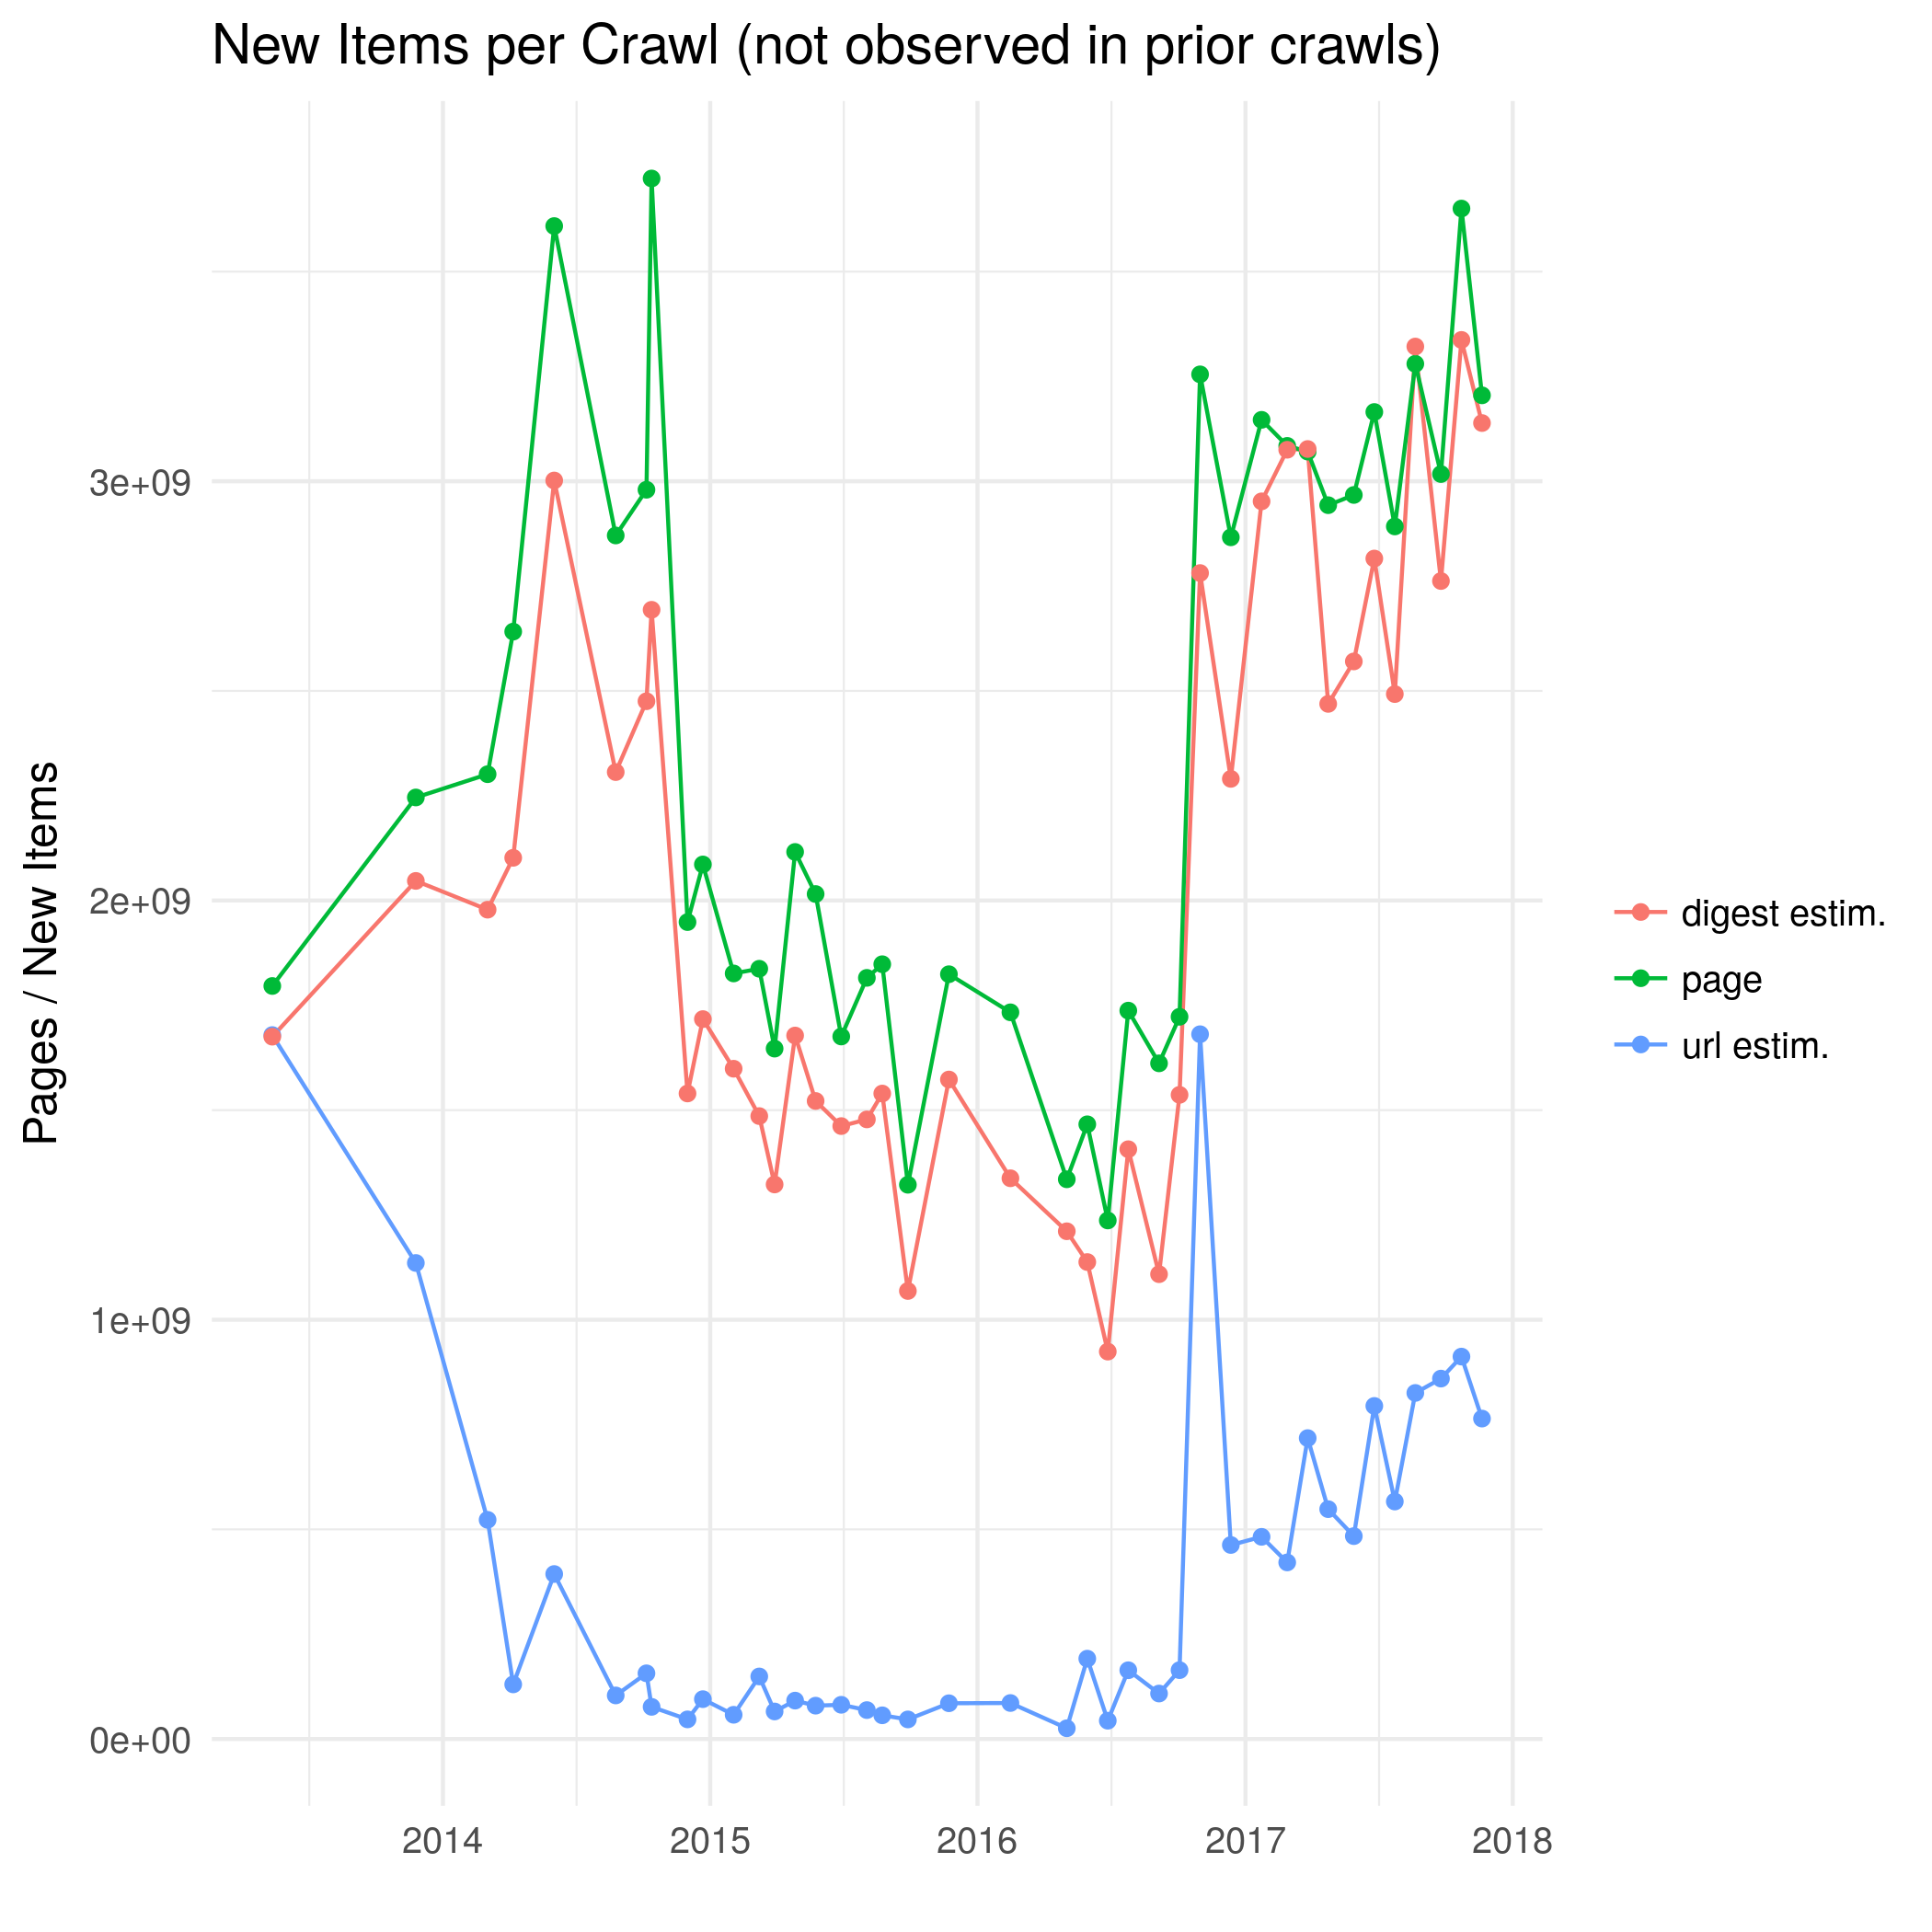 New Items per Crawl (not observed in prior crawls)
Pages / New Items
3e+09
2e+09
1e+09
0e+00
2014
2015
2016
2017
2018
digest estim.
page
url estim.